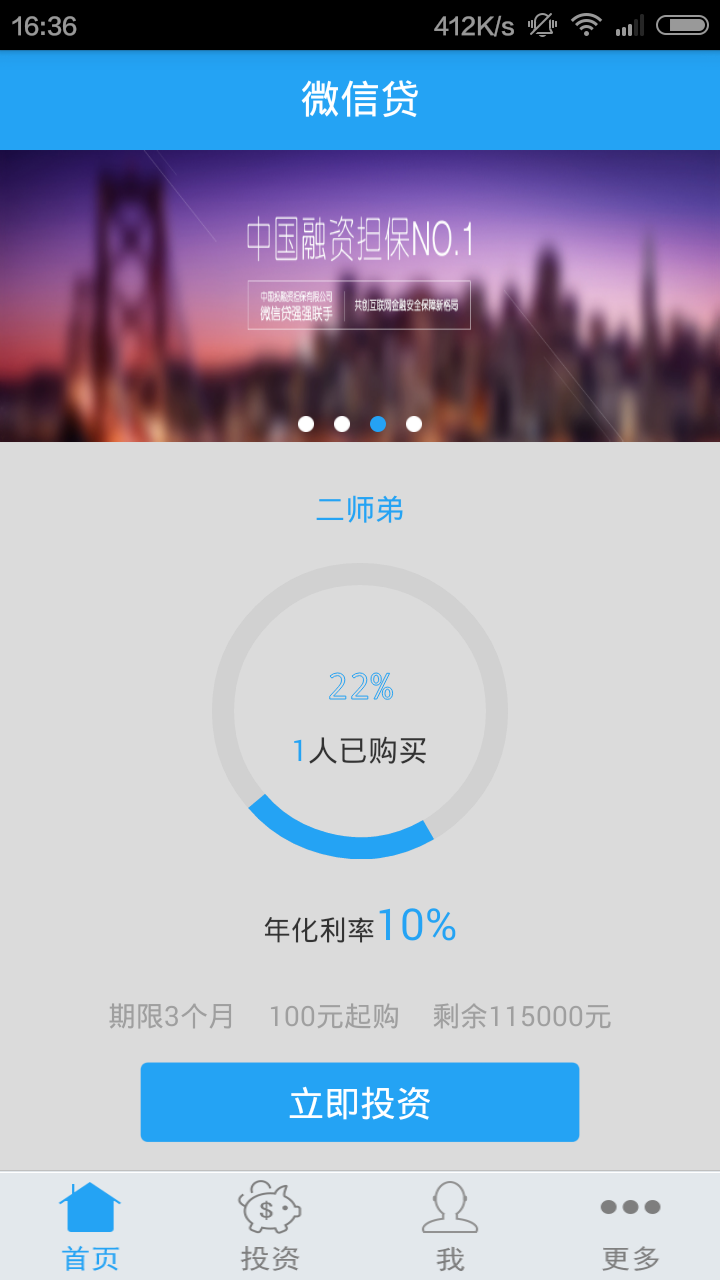 16:36 412K/s
微信贷
中国融资担保NO.1
中国投融资担保有限公司
微信贷强强联手
共创互联网金融安全保障新格局
二师弟
22%
1人已购买
年化利率10%
期限3个月 100元起购 剩余115000元
立即投资
首页 投资 我 更多